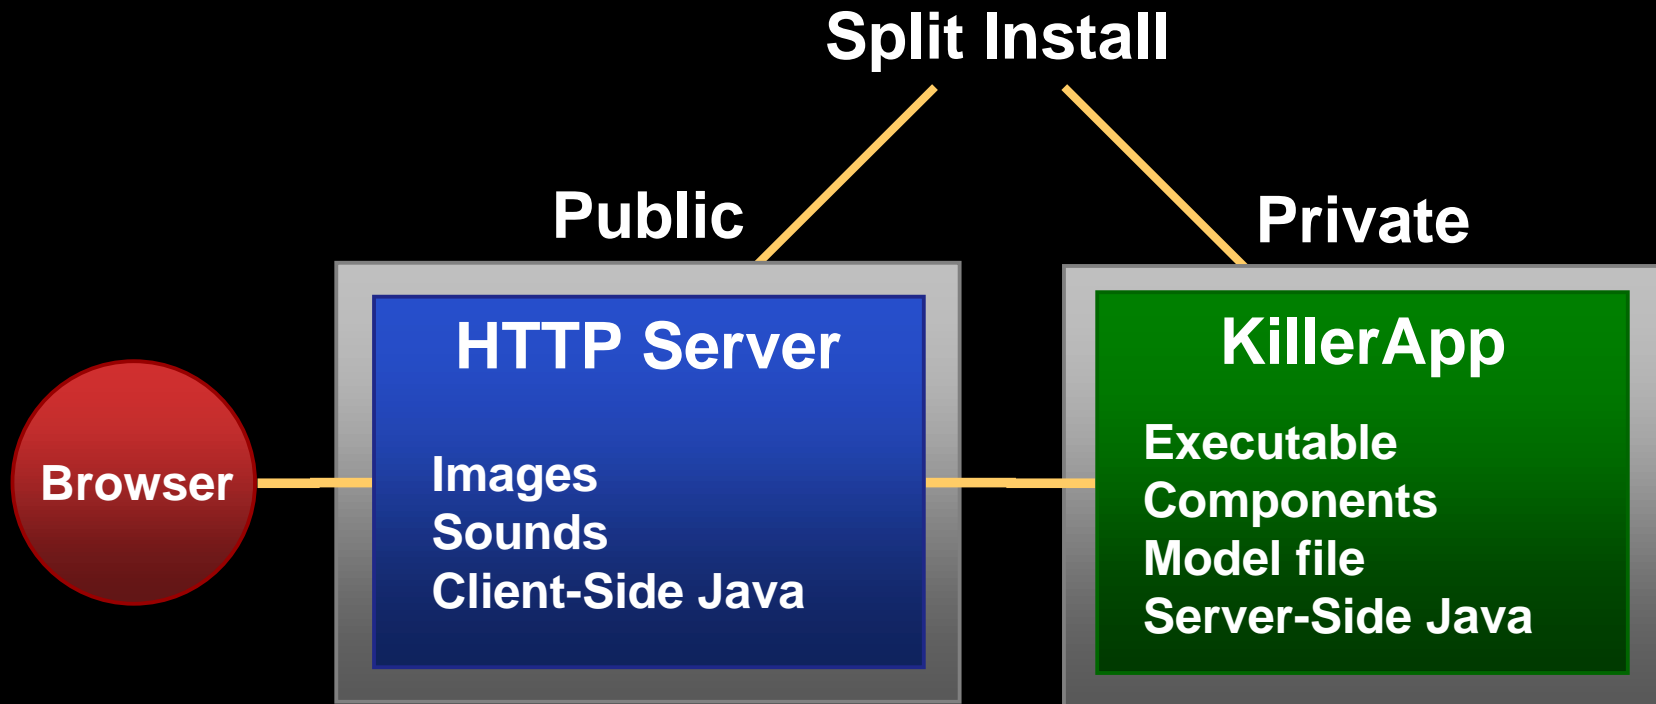 Split Install
Public
Private
HTTP Server
KillerApp
Browser
Images
Sounds
Client-Side Java
Executable
Components
Model file
Server-Side Java